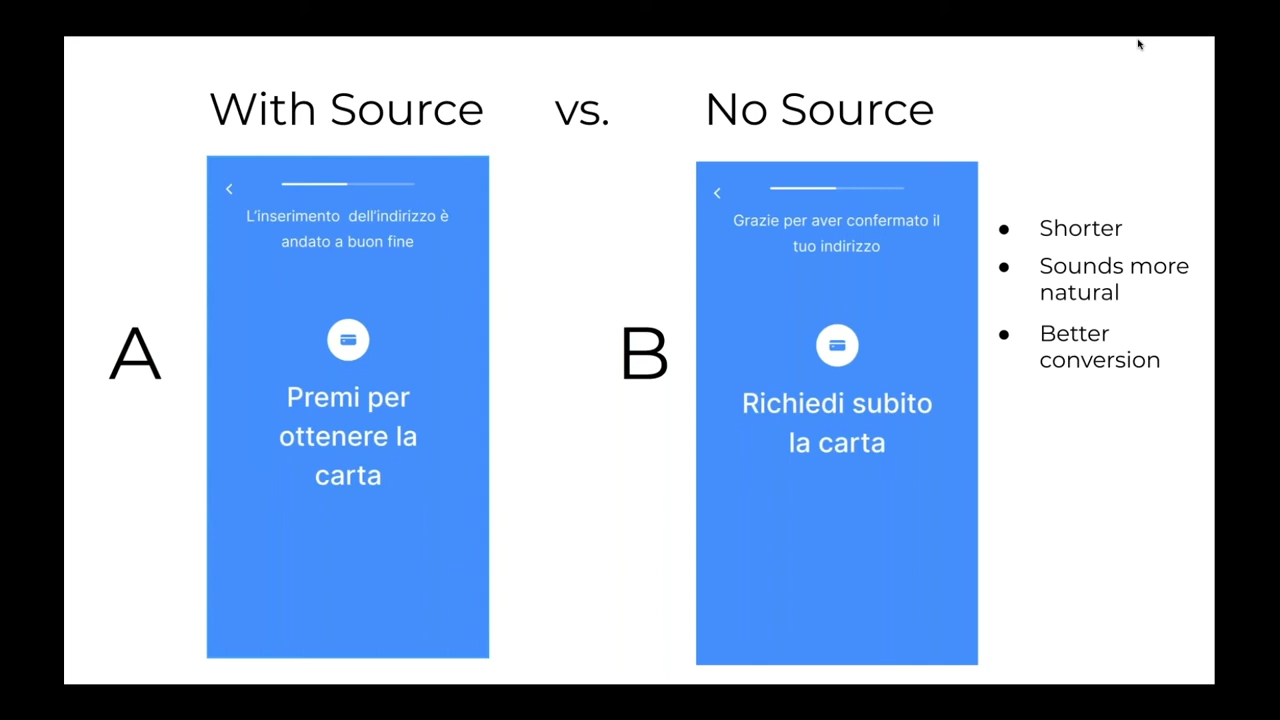 With Source vs. No Source
A
L'inserimento dell'indirizzo è
andato a buon fine
Premi per
ottenere la
carta
B
Grazie per aver confermato il
tuo indirizzo
Richiedi subito
la carta
● Shorter
● Sounds more
natural
● Better
conversion